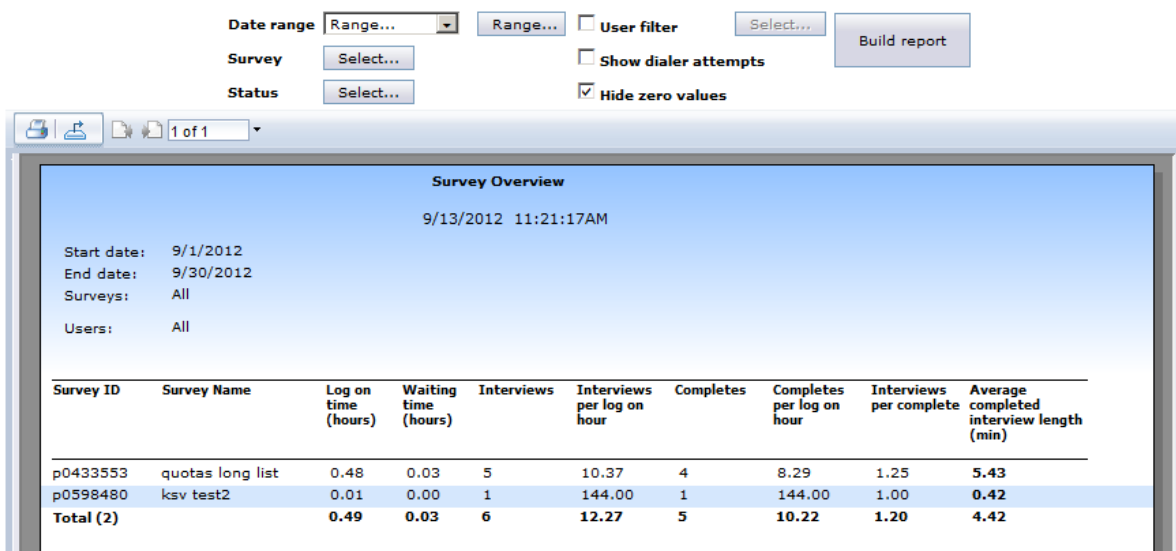 Date range Range... Range... User filter Select... Build report
Survey Select... Show dialer attempts
Status Select... Hide zero values
1 of 1
Survey Overview
9/13/2012 11:21:17AM
Start date: 9/1/2012
End date: 9/30/2012
Surveys: All
Users: All
Survey ID Survey Name Log on time (hours) Waiting time (hours) Interviews Interviews per log on hour Completes Completes per log on hour Interviews per complete Average completed interview length (min)
p0433553 quotas long list 0.48 0.03 5 10.37 4 8.29 1.25 5.43
p0598480 ksv test2 0.01 0.00 1 144.00 1 144.00 1.00 0.42
Total (2) 0.49 0.03 6 12.27 5 10.22 1.20 4.42